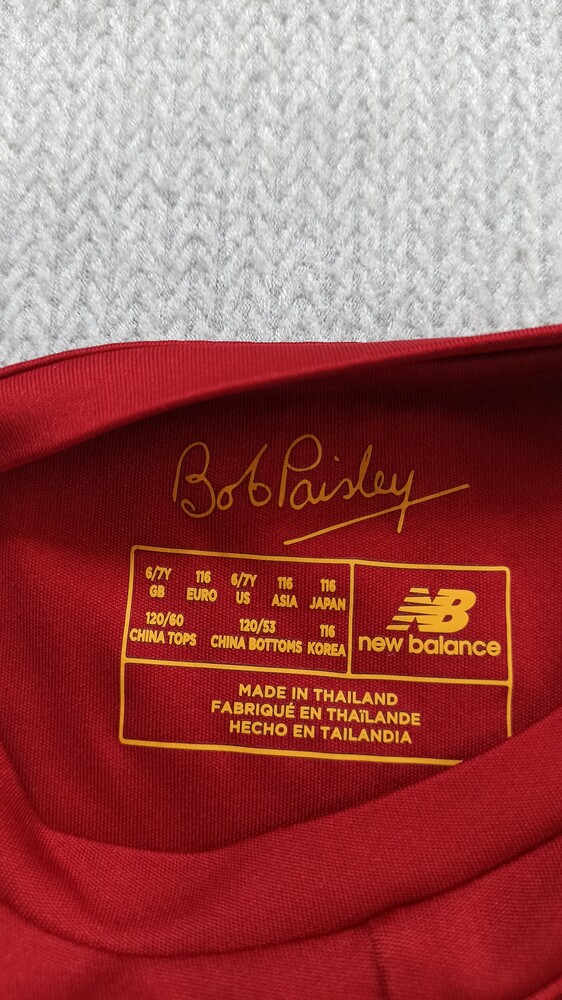 Bob Paisley
6/7Y 116 6/7Y 116 116
GB EURO US ASIA JAPAN
120/60 120/53 116
CHINA TOPS CHINA BOTTOMS KOREA
NB
new balance
MADE IN THAILAND
FABRIQUÉ EN THAÏLANDE
HECHO EN TAILANDIA